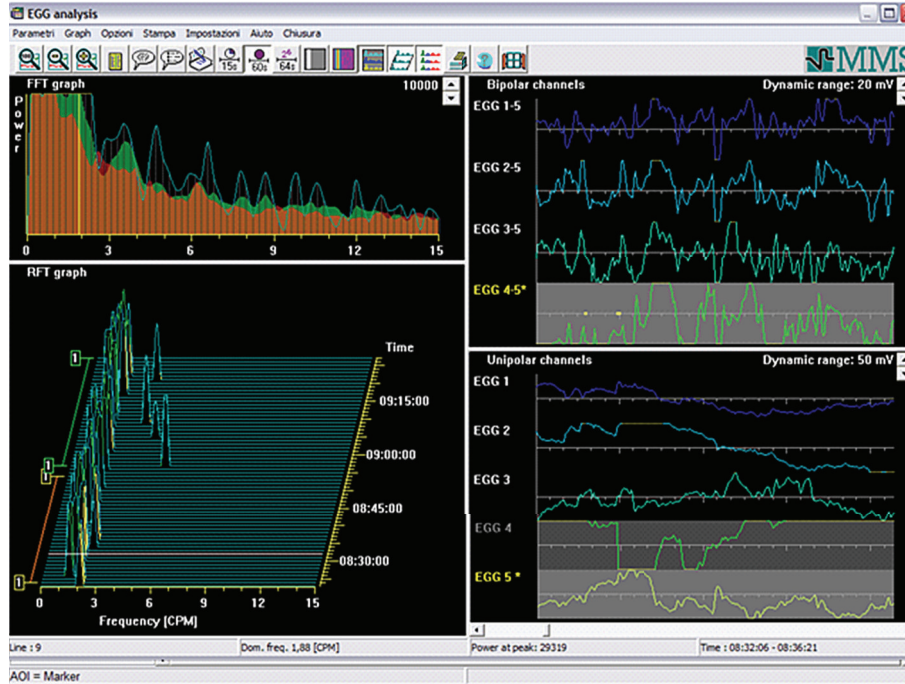 EGG analysis
Parametri Graph Opzioni Stampa Impostazioni Aiuto Chiusura
15s 60s 64s
MMS
FFT graph 10000
Power
0 3 6 9 12 15
RFT graph
Time
1
09:15:00
09:00:00
1
1
08:45:00
08:30:00
1
0 3 6 9 12 15
Frequency [CPM]
Bipolar channels Dynamic range: 20 mV
EGG 1-5
EGG 2-5
EGG 3-5
EGG 4-5*
Unipolar channels Dynamic range: 50 mV
EGG 1
EGG 2
EGG 3
EGG 4
EGG 5 *
Line : 9 Dom. freq. 1,88 [CPM] Power at peak: 29319 Time : 08:32:06 - 08:36:21
AOI = Marker